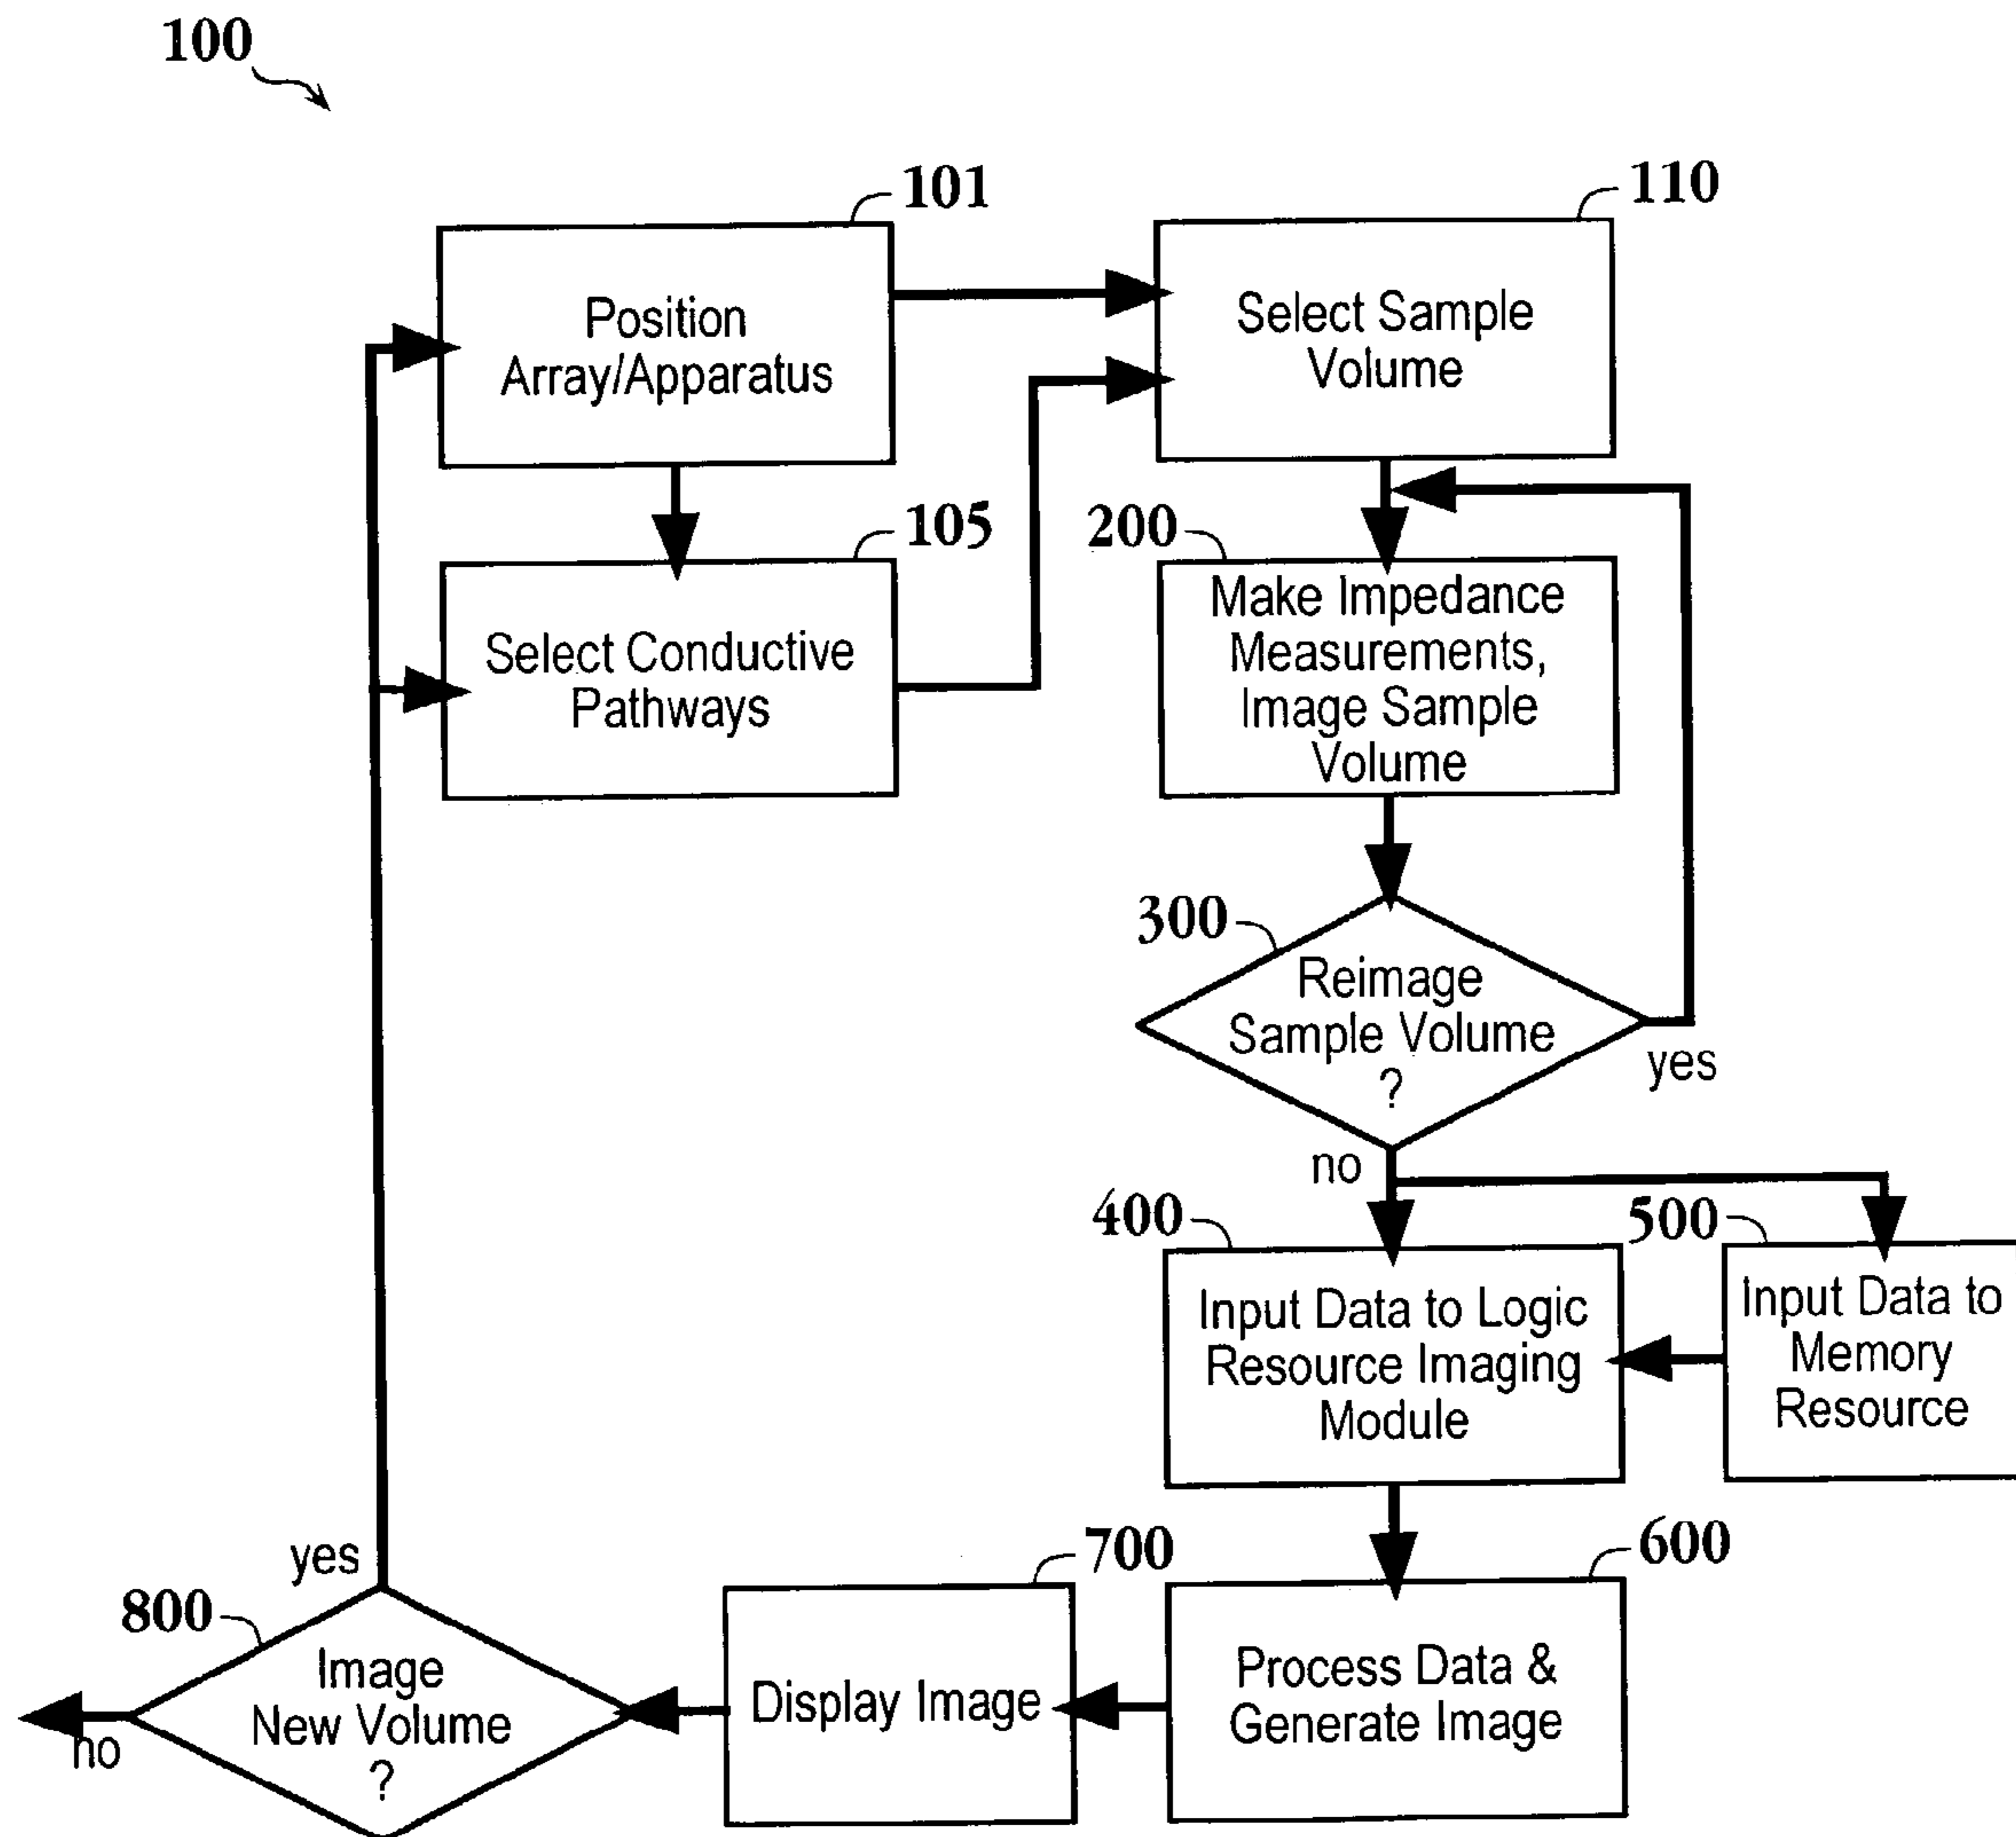 100
101
Position
Array/Apparatus
110
Select Sample
Volume
105
Select Conductive
Pathways
200
Make Impedance
Measurements,
Image Sample
Volume
300
Reimage
Sample Volume
?
yes
no
400
Input Data to Logic
Resource Imaging
Module
500
Input Data to
Memory
Resource
600
Process Data &
Generate Image
700
Display Image
800
Image
New Volume
?
yes
no